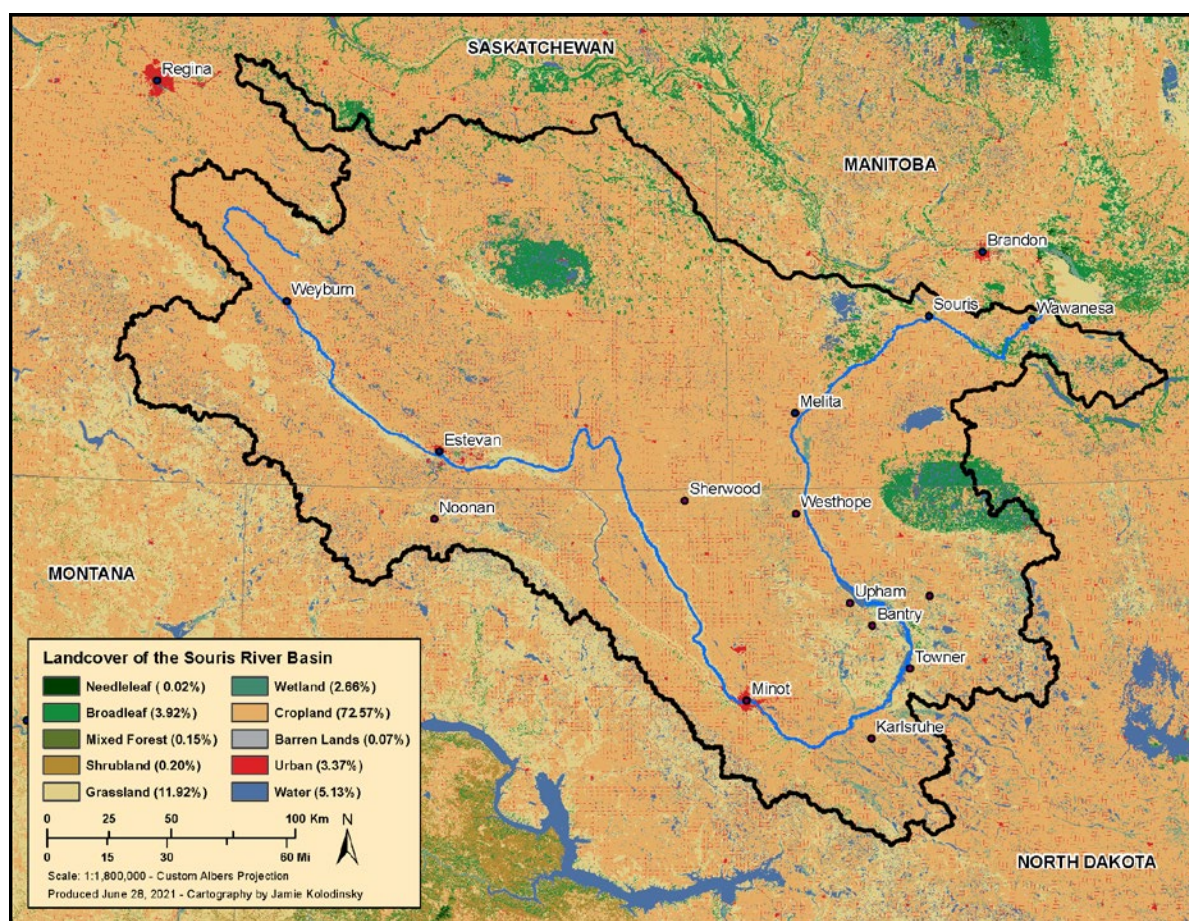 SASKATCHEWAN
Regina
MANITOBA
Brandon
Weyburn
Souris
Wawanesa
Melita
Estevan
Sherwood
Westhope
Noonan
MONTANA
Upham
Bantry
Towner
Minot
Karlsruhe
NORTH DAKOTA
Landcover of the Souris River Basin
Needleleaf ( 0.02%)
Wetland (2.66%)
Broadleaf (3.92%)
Cropland (72.57%)
Mixed Forest (0.15%)
Barren Lands (0.07%)
Shrubland (0.20%)
Urban (3.37%)
Grassland (11.92%)
Water (5.13%)
0 25 50 100 Km
N
0 15 30 60 Mi
Scale: 1:1,800,000 - Custom Albers Projection
Produced June 28, 2021 - Cartography by Jamie Kolodinsky